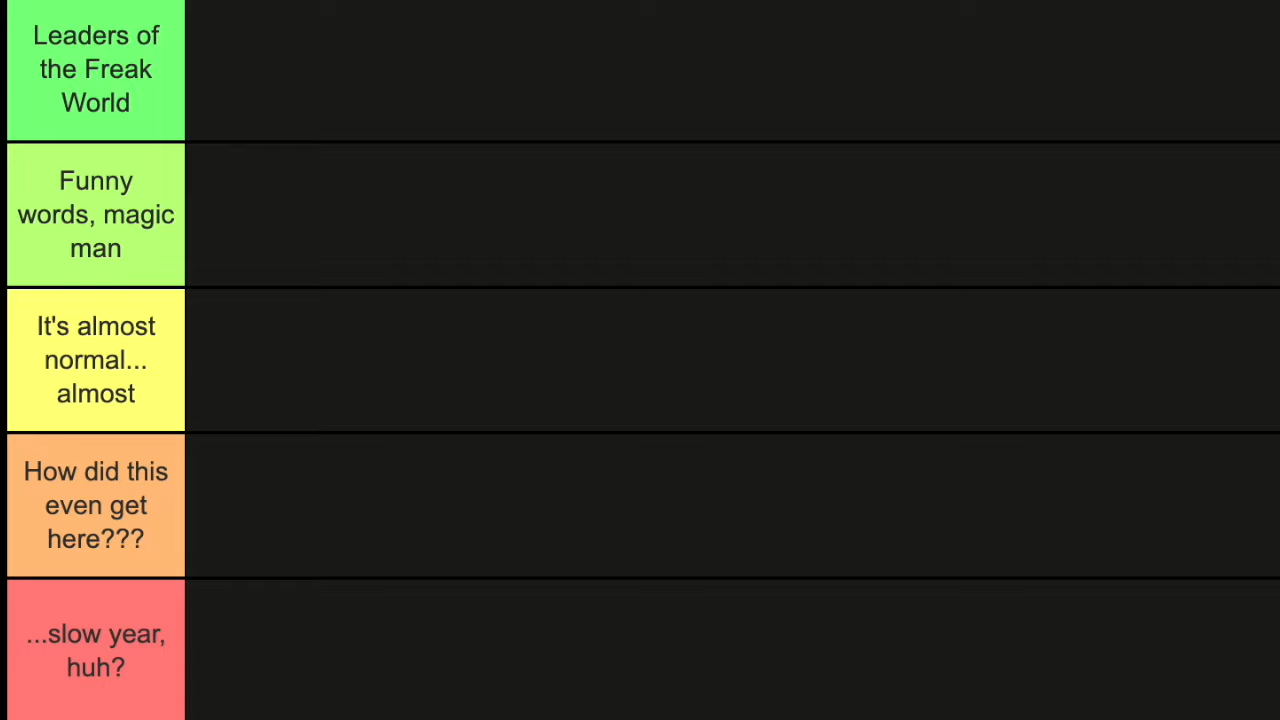 Leaders of
the Freak
World
Funny
words, magic
man
It's almost
normal...
almost
How did this
even get
here???
...slow year,
huh?